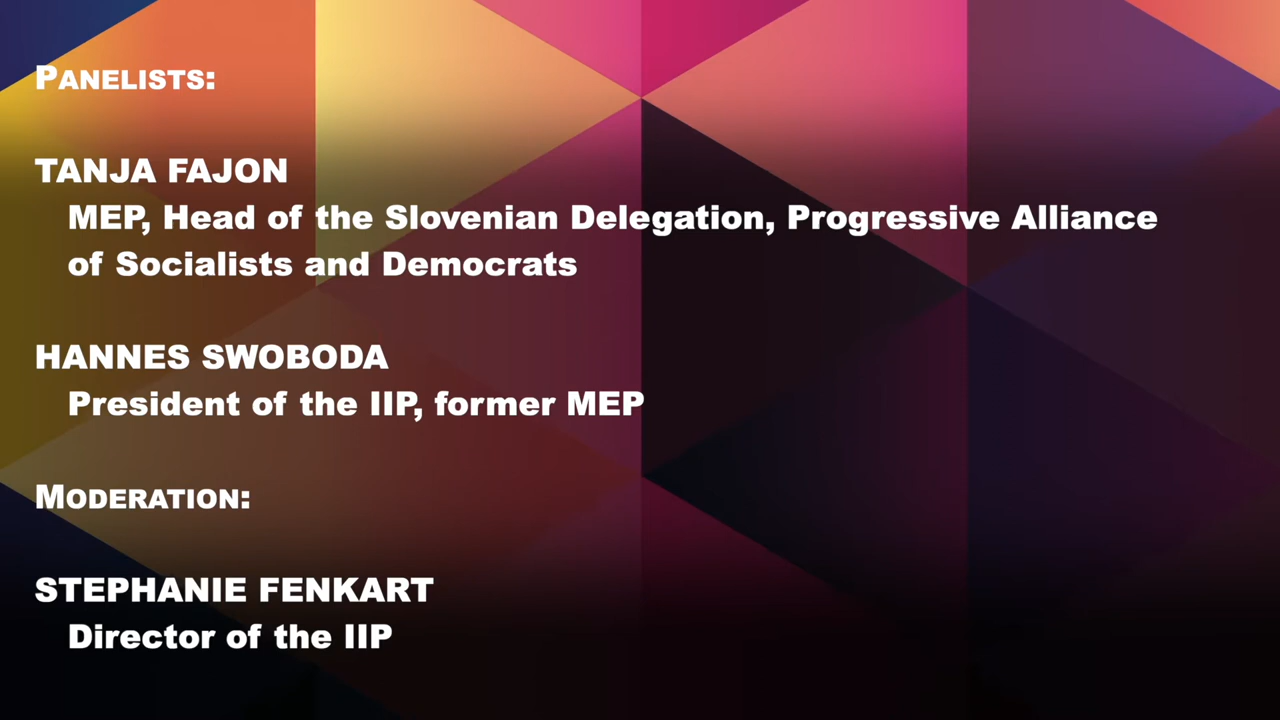 PANELISTS:
TANJA FAJON
MEP, Head of the Slovenian Delegation, Progressive Alliance
of Socialists and Democrats
HANNES SWOBODA
President of the IIP, former MEP
MODERATION:
STEPHANIE FENKART
Director of the IIP